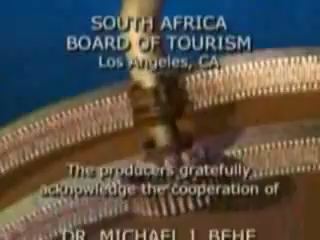 SOUTH AFRICA
BOARD OF TOURISM
Los Angeles, CA
The producers gratefully
acknowledge the cooperation of
DR. MICHAEL J. BEHE